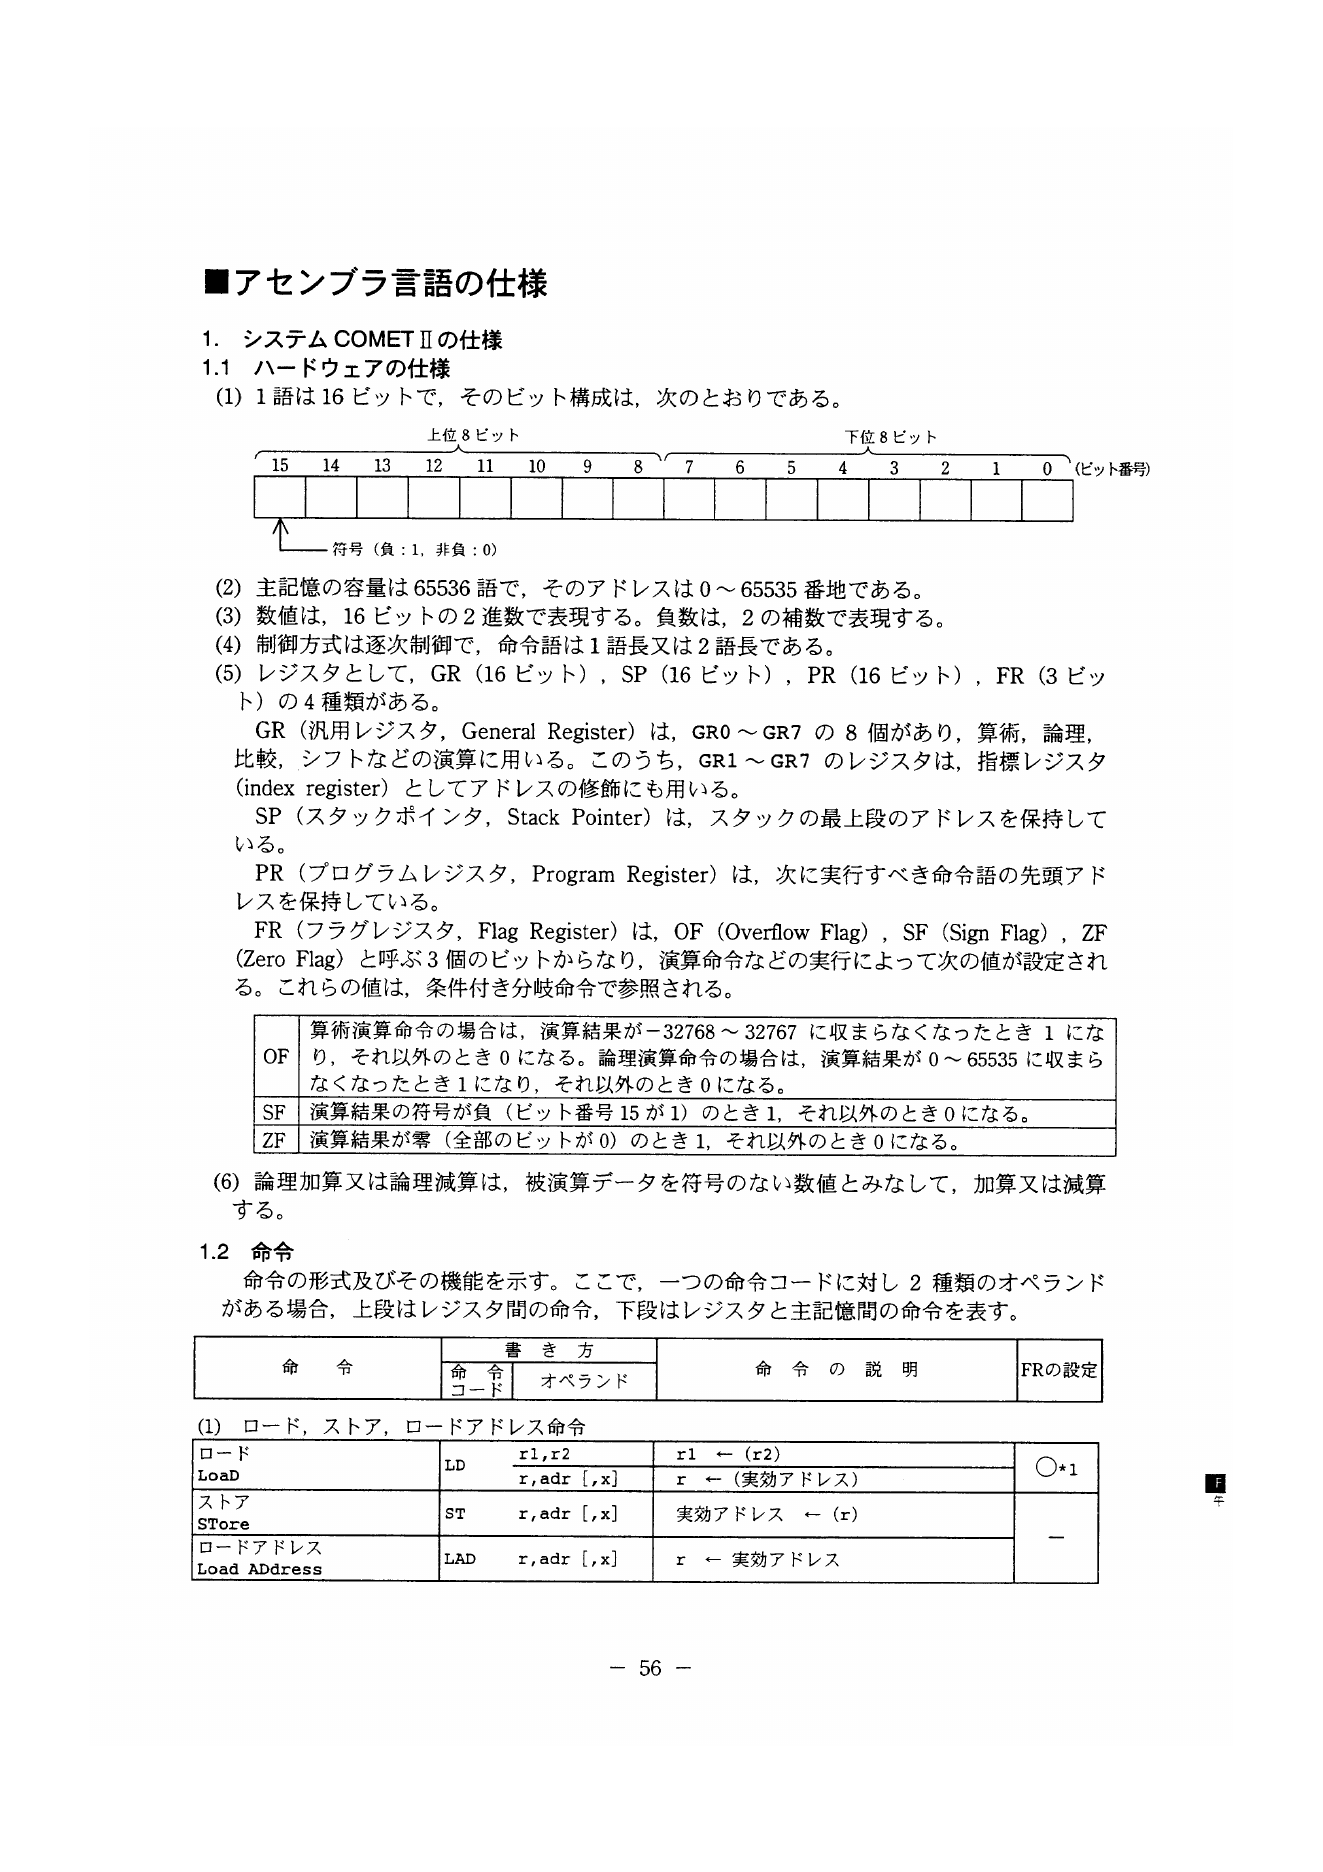 ■アセンブラ言語の仕様
1. システム COMET Ⅱの仕様
1.1 ハードウェアの仕様
(1) 1語は16ビットで，そのビット構成は，次のとおりである。
上位8ビット 下位8ビット
15 14 13 12 11 10 9 8 7 6 5 4 3 2 1 0 (ビット番号)
符号（負：1，非負：0）
(2) 主記憶の容量は65536語で，そのアドレスは0～65535番地である。
(3) 数値は，16ビットの2進数で表現する。負数は，2の補数で表現する。
(4) 制御方式は逐次制御で，命令語は1語長又は2語長である。
(5) レジスタとして，GR（16ビット），SP（16ビット），PR（16ビット），FR（3ビッ
ト）の4種類がある。
GR（汎用レジスタ，General Register）は，GR0～GR7 の 8 個があり，算術，論理，
比較，シフトなどの演算に用いる。このうち，GR1～GR7 のレジスタは，指標レジスタ
(index register）としてアドレスの修飾にも用いる。
SP（スタックポインタ，Stack Pointer）は，スタックの最上段のアドレスを保持して
いる。
PR（プログラムレジスタ，Program Register）は，次に実行すべき命令語の先頭アド
レスを保持している。
FR（フラグレジスタ，Flag Register）は，OF（Overflow Flag），SF（Sign Flag），ZF
(Zero Flag）と呼ぶ3個のビットからなり，演算命令などの実行によって次の値が設定され
る。これらの値は，条件付き分岐命令で参照される。
算術演算命令の場合は，演算結果が－32768～32767 に収まらなくなったとき 1 にな
OF り，それ以外のとき 0 になる。論理演算命令の場合は，演算結果が 0～65535 に収まら
なくなったとき1になり，それ以外のとき0になる。
SF 演算結果の符号が負（ビット番号15が1）のとき1，それ以外のとき0になる。
ZF 演算結果が零（全部のビットが0）のとき1，それ以外のとき0になる。
(6) 論理加算又は論理減算は，被演算データを符号のない数値とみなして，加算又は減算
する。
1.2 命令
命令の形式及びその機能を示す。ここで，一つの命令コードに対し 2 種類のオペランド
がある場合，上段はレジスタ間の命令，下段はレジスタと主記憶間の命令を表す。
書き方
命令 命令の説明 FRの設定
命令 オペランド
コード
(1) ロード，ストア，ロードアドレス命令
ロード r1,r2 r1 ← (r2)
LoaD LD ○*1
r,adr [,x] r ← (実効アドレス)
ストア
ST r,adr [,x] 実効アドレス ← (r)
STore
－
ロードアドレス
LAD r,adr [,x] r ← 実効アドレス
Load ADdress
F
午
－ 56 －